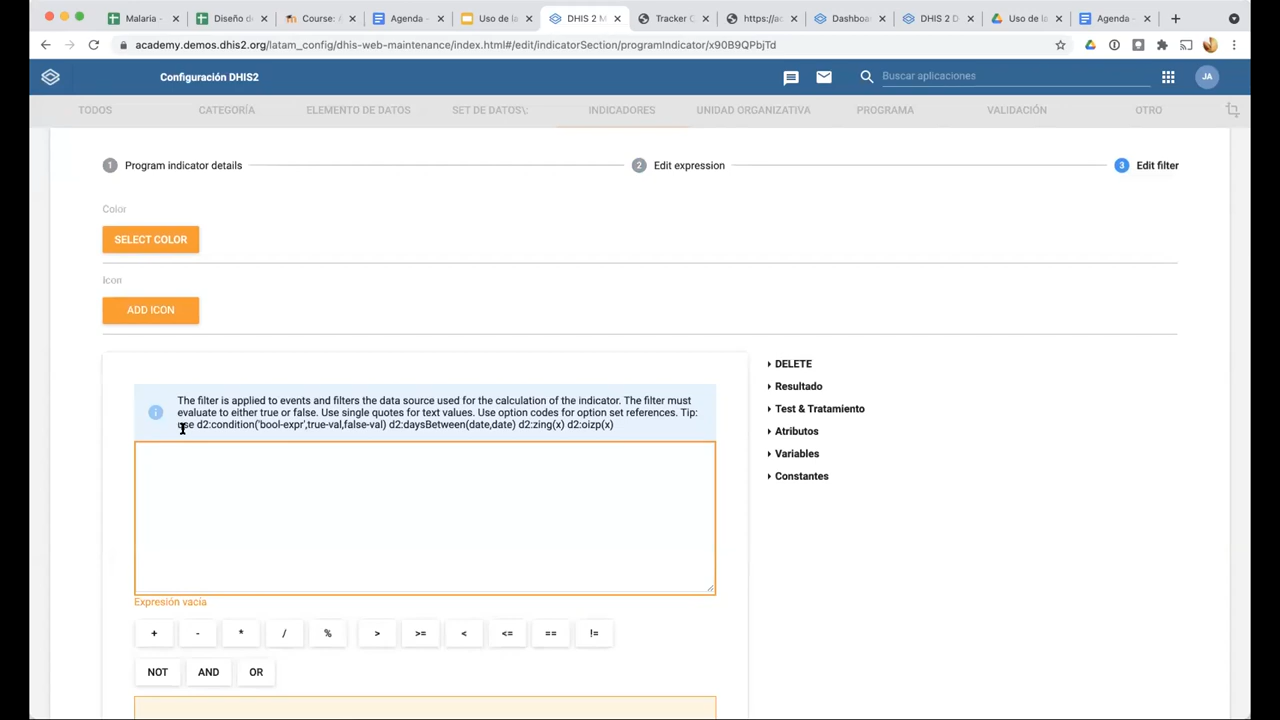 Malaria -
Diseño d
Course: A
Agenda -
Uso de la
DHIS 2 M
Tracker C
https://ac
Dashboa
DHIS 2 D
Uso de la
Agenda -
academy.demos.dhis2.org/latam_config/dhis-web-maintenance/index.html#/edit/indicatorSection/programIndicator/x90B9QPbjTd
Configuración DHIS2
Buscar aplicaciones
JA
TODOS
CATEGORÍA
ELEMENTO DE DATOS
SET DE DATOS\:
INDICADORES
UNIDAD ORGANIZATIVA
PROGRAMA
VALIDACIÓN
OTRO
1 Program indicator details
2 Edit expression
3 Edit filter
Color
SELECT COLOR
Icon
ADD ICON
The filter is applied to events and filters the data source used for the calculation of the indicator. The filter must
evaluate to either true or false. Use single quotes for text values. Use option codes for option set references. Tip:
use d2:condition('bool-expr',true-val,false-val) d2:daysBetween(date,date) d2:zing(x) d2:oizp(x)
Expresión vacía
+ - * / % > >= < <= == !=
NOT AND OR
DELETE
Resultado
Test & Tratamiento
Atributos
Variables
Constantes